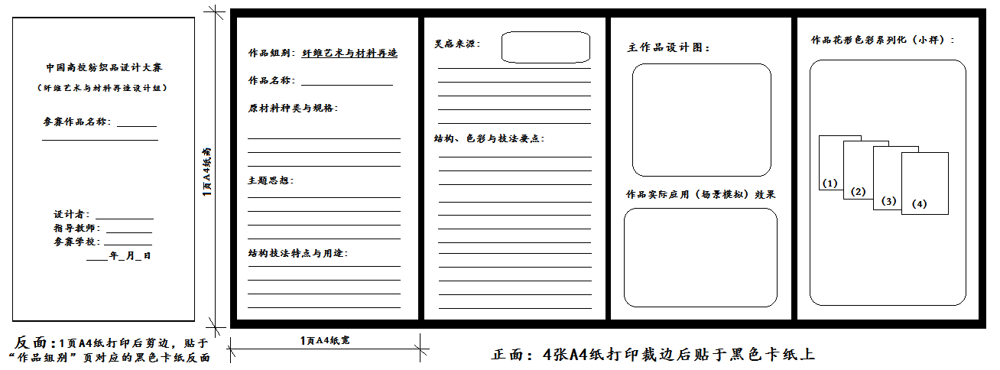 中国高校纺织品设计大赛
(纤维艺术与材料再造设计组)
参赛作品名称:
设计者:
指导教师:
参赛学校:
年_月_日
反面:1页A4纸打印后剪边,贴于
“作品组别”页对应的黑色卡纸反面
1页A4纸高
作品组别: 纤维艺术与材料再造
作品名称:
原材料种类与规格:
主题思想:
结构技法特点与用途:
灵感来源:
结构、色彩与技法要点:
主作品设计图:
作品实际应用(场景模拟)效果
作品花形色彩系列化(小样):
(1)
(2)
(3)
(4)
1页A4纸宽
正面: 4张A4纸打印裁边后贴于黑色卡纸上